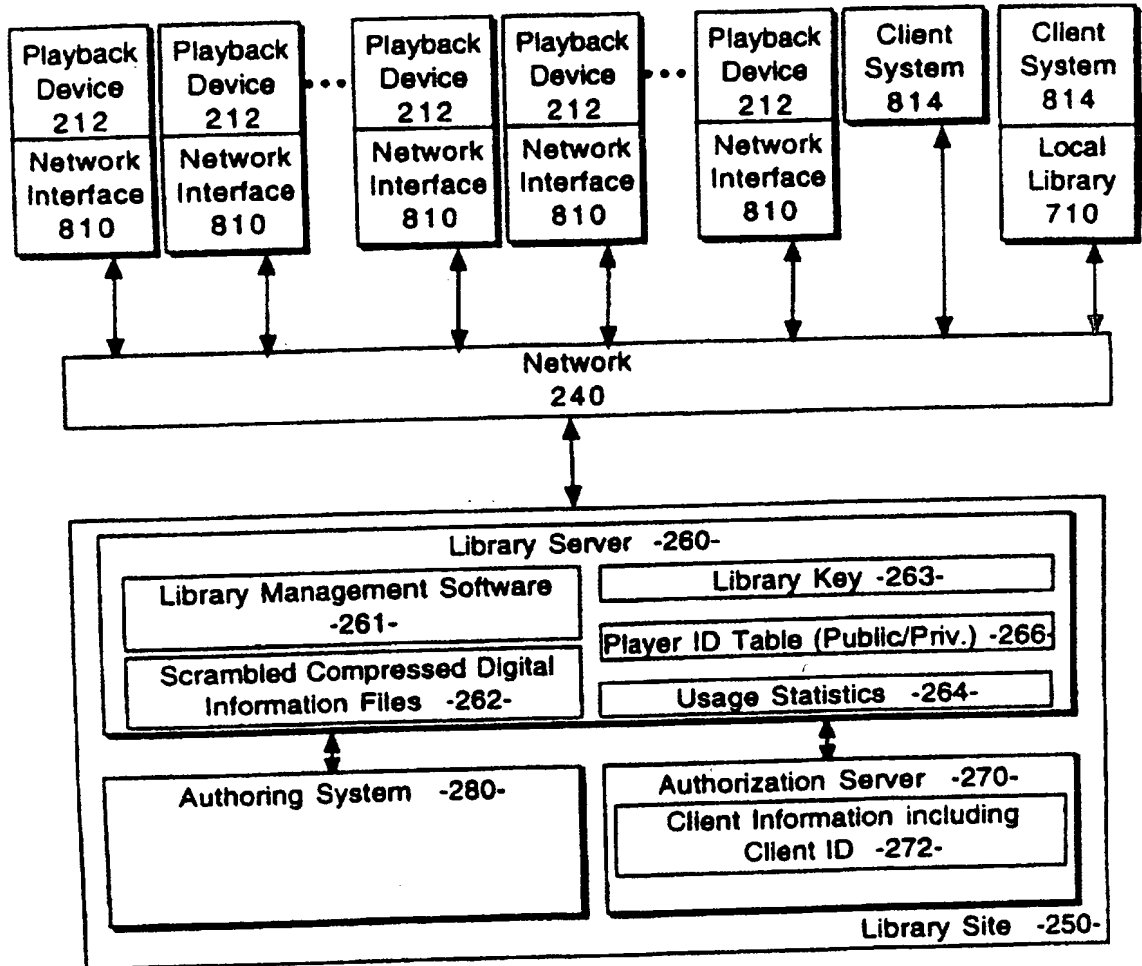 Playback
Device
212
Network
Interface
810
Playback
Device
212
Network
Interface
810
Playback
Device
212
Network
Interface
810
Playback
Device
212
Network
Interface
810
Playback
Device
212
Network
Interface
810
Client
System
814
Client
System
814
Local
Library
710
Network
240
Library Server -260-
Library Management Software
-261-
Scrambled Compressed Digital
Information Files -262-
Library Key -263-
Player ID Table (Public/Priv.) -266-
Usage Statistics -264-
Authoring System -280-
Authorization Server -270-
Client Information including
Client ID -272-
Library Site -250-